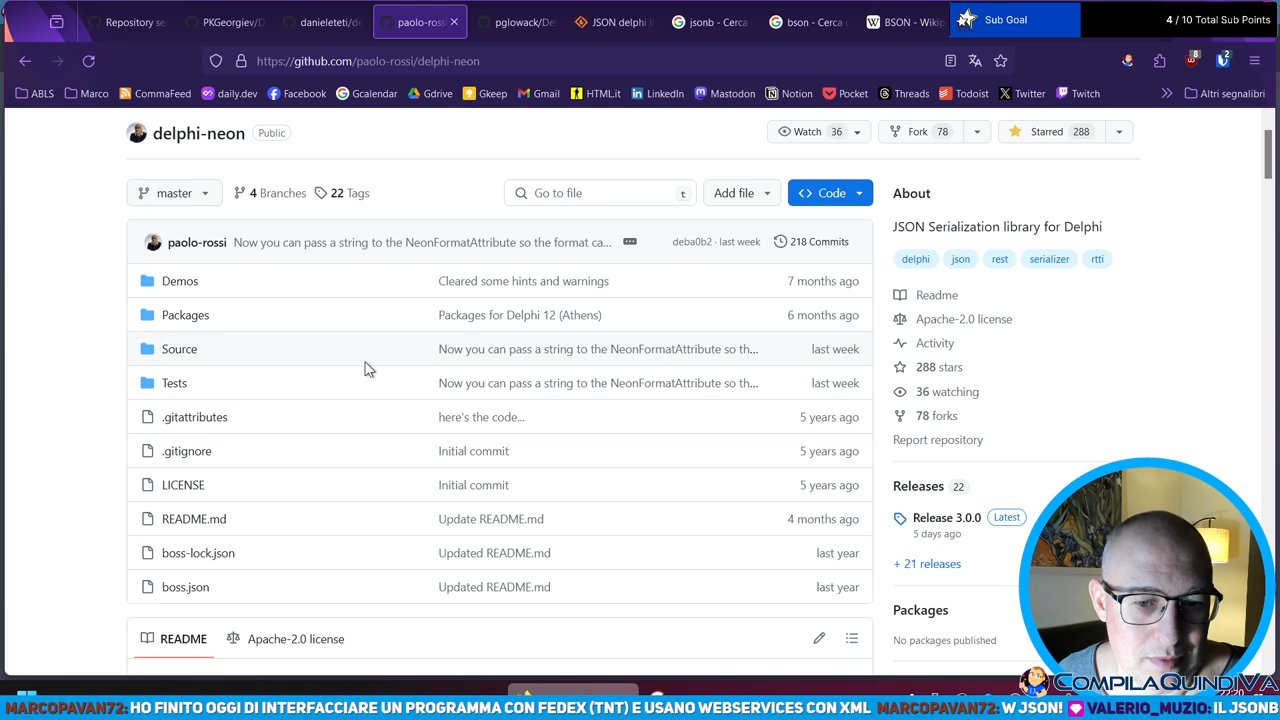 Repository se
PKGeorgiev/D
danieleteti/d
paolo-ross
pglowack/Del
JSON delphi l
jsonb - Cerca
bson - Cerca
BSON - Wikip
Sub Goal
4 / 10 Total Sub Points
https://github.com/paolo-rossi/delphi-neon
8
2
ABLS
Marco
CommaFeed
daily.dev
Facebook
Gcalendar
Gdrive
Gkeep
Gmail
HTML.it
LinkedIn
Mastodon
Notion
Pocket
Threads
Todoist
Twitter
Twitch
Altri segnalibri
delphi-neon
Public
Watch 36
Fork 78
Starred 288
master
4 Branches
22 Tags
Go to file
t
Add file
Code
paolo-rossi Now you can pass a string to the NeonFormatAttribute so the format ca...
deba0b2 · last week
218 Commits
Demos
Cleared some hints and warnings
7 months ago
Packages
Packages for Delphi 12 (Athens)
6 months ago
Source
Now you can pass a string to the NeonFormatAttribute so th...
last week
Tests
Now you can pass a string to the NeonFormatAttribute so th...
last week
.gitattributes
here's the code...
5 years ago
.gitignore
Initial commit
5 years ago
LICENSE
Initial commit
5 years ago
README.md
Update README.md
4 months ago
boss-lock.json
Updated README.md
last year
boss.json
Updated README.md
last year
README
Apache-2.0 license
About
JSON Serialization library for Delphi
delphi
json
rest
serializer
rtti
Readme
Apache-2.0 license
Activity
288 stars
36 watching
78 forks
Report repository
Releases 22
Release 3.0.0 Latest
5 days ago
+ 21 releases
Packages
No packages published
COMPILAQUINDIVA
MARCOPAVAN72: HO FINITO OGGI DI INTERFACCIARE UN PROGRAMMA CON FEDEX (TNT) E USANO WEBSERVICES CON XML MARCOPAVAN72: W JSON! VALERIO_MUZIO: IL JSONB